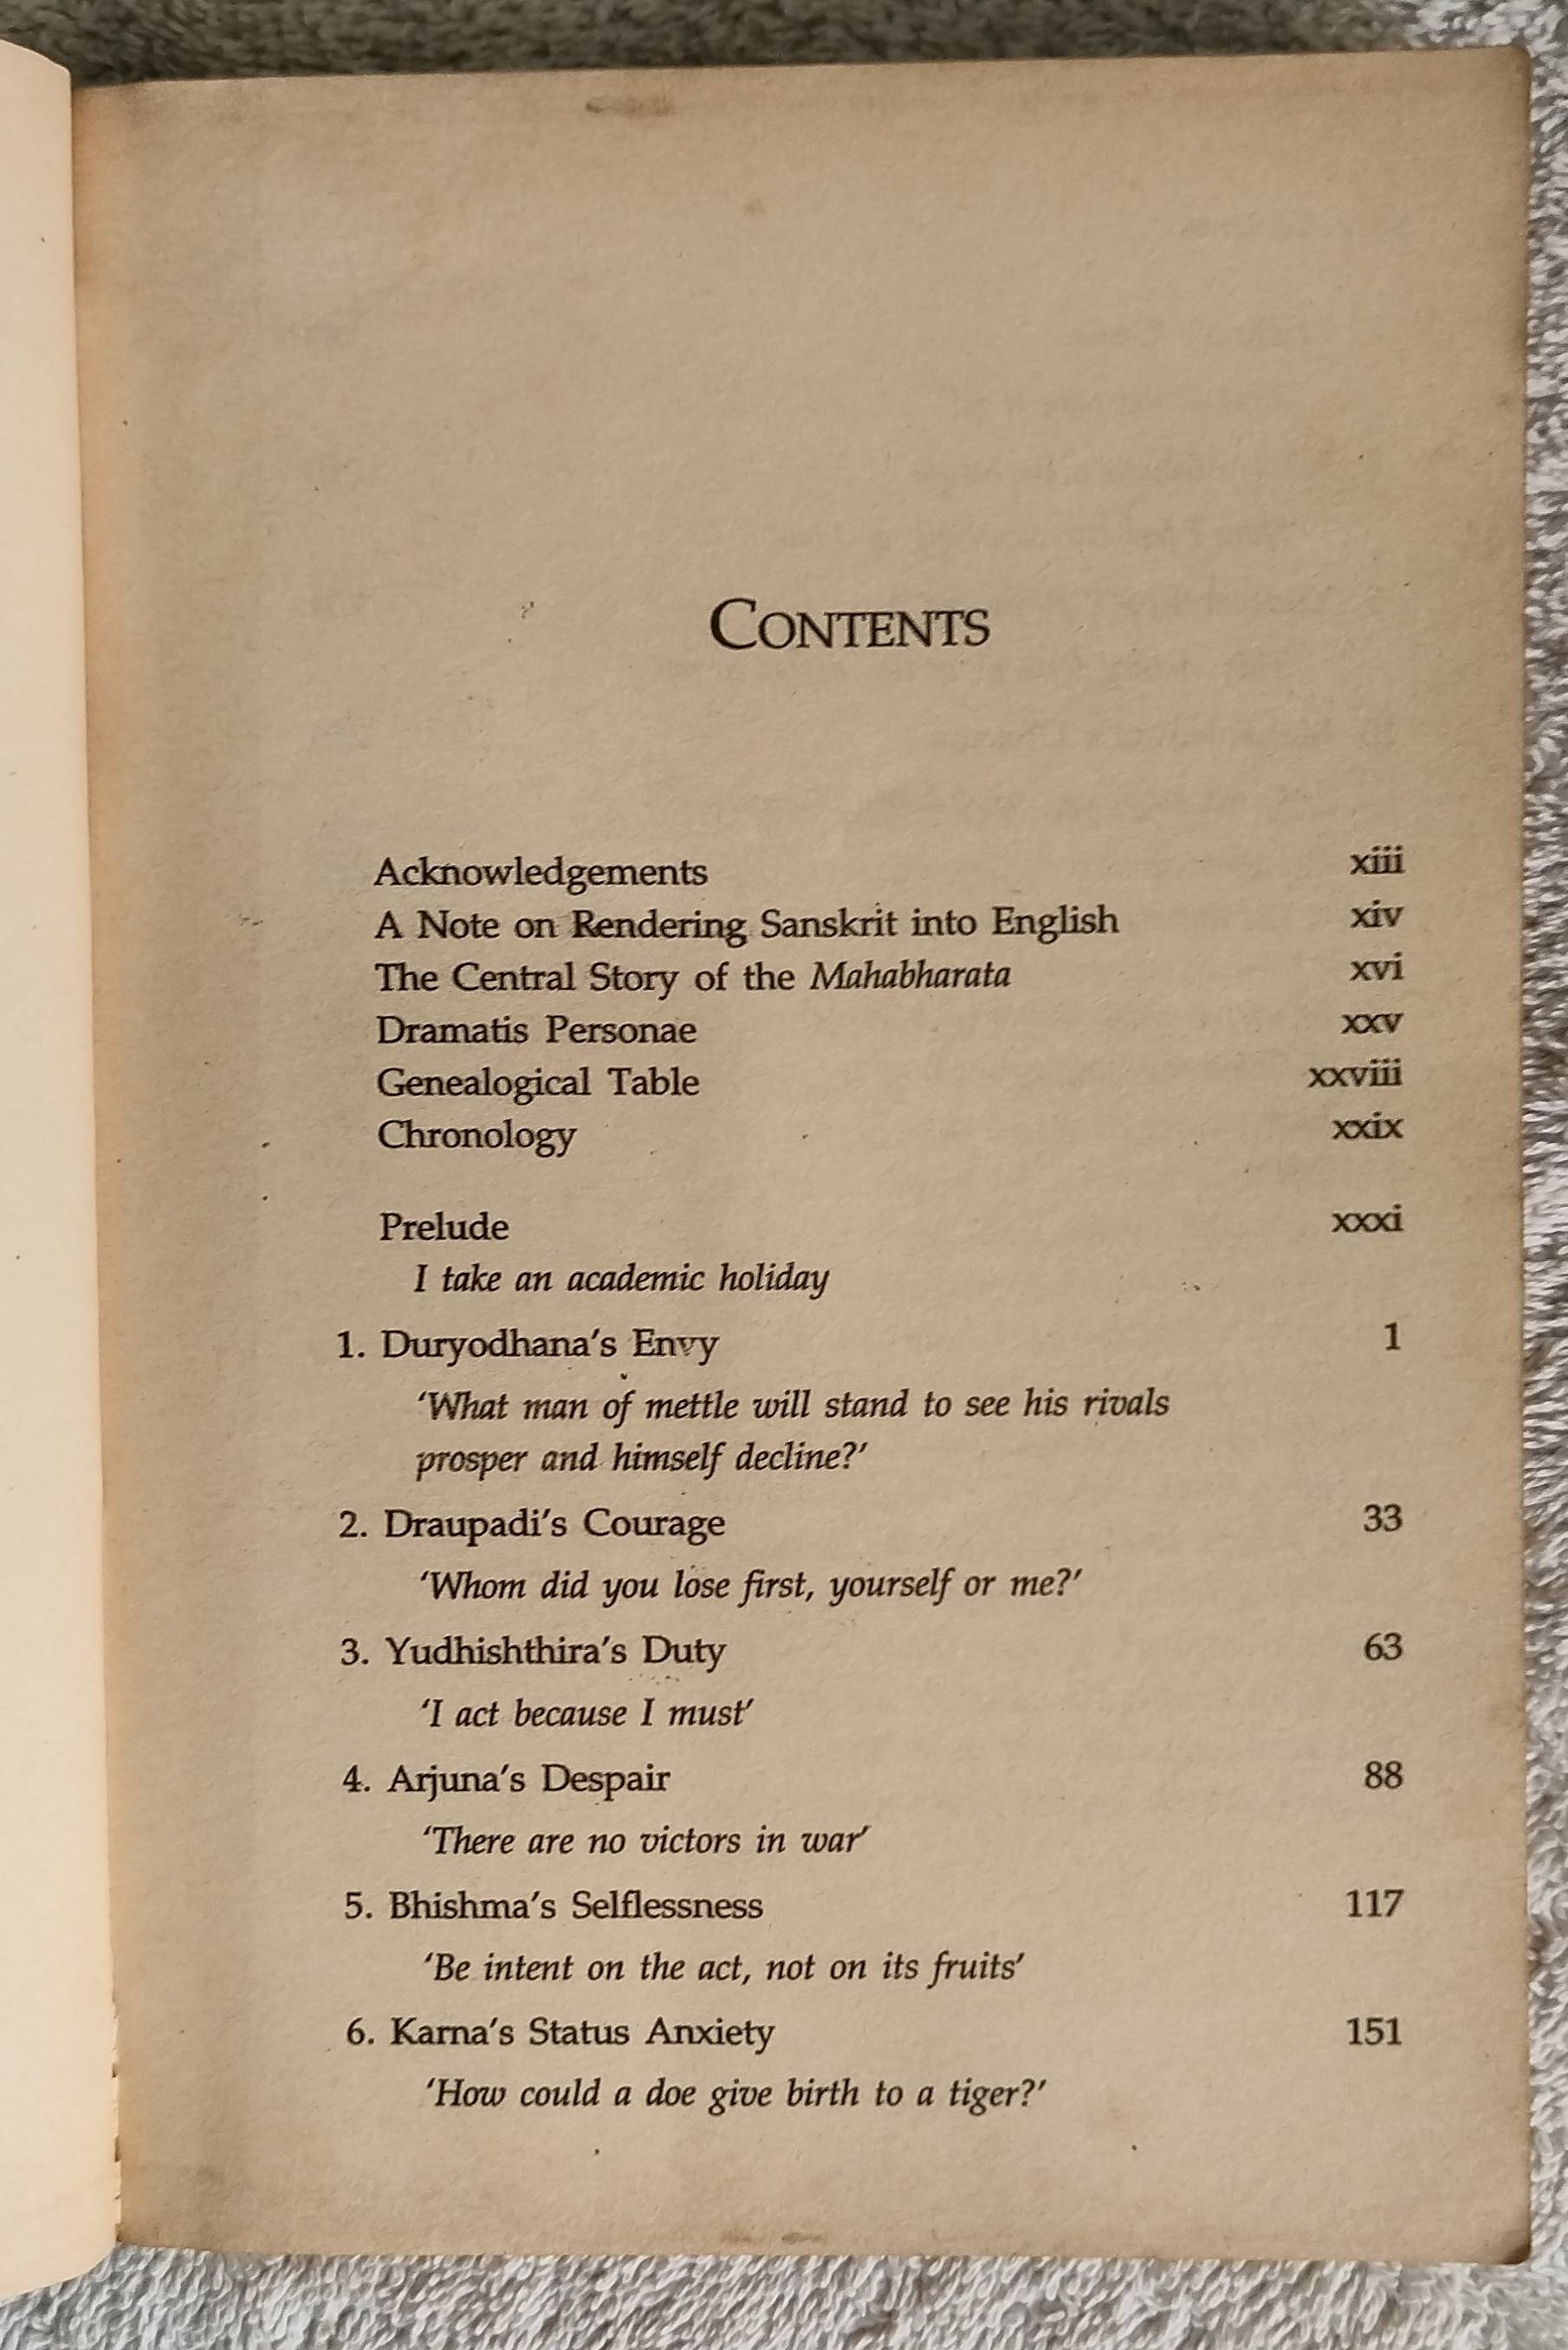 CONTENTS
Acknowledgements xiii
A Note on Rendering Sanskrit into English xiv
The Central Story of the Mahabharata xvi
Dramatis Personae xxv
Genealogical Table xxviii
Chronology xxix
Prelude xxxi
I take an academic holiday
1. Duryodhana's Envy 1
‘What man of mettle will stand to see his rivals
prosper and himself decline?’
2. Draupadi's Courage 33
‘Whom did you lose first, yourself or me?’
3. Yudhishthira's Duty 63
‘I act because I must’
4. Arjuna's Despair 88
‘There are no victors in war’
5. Bhishma's Selflessness 117
‘Be intent on the act, not on its fruits’
6. Karna's Status Anxiety 151
‘How could a doe give birth to a tiger?’